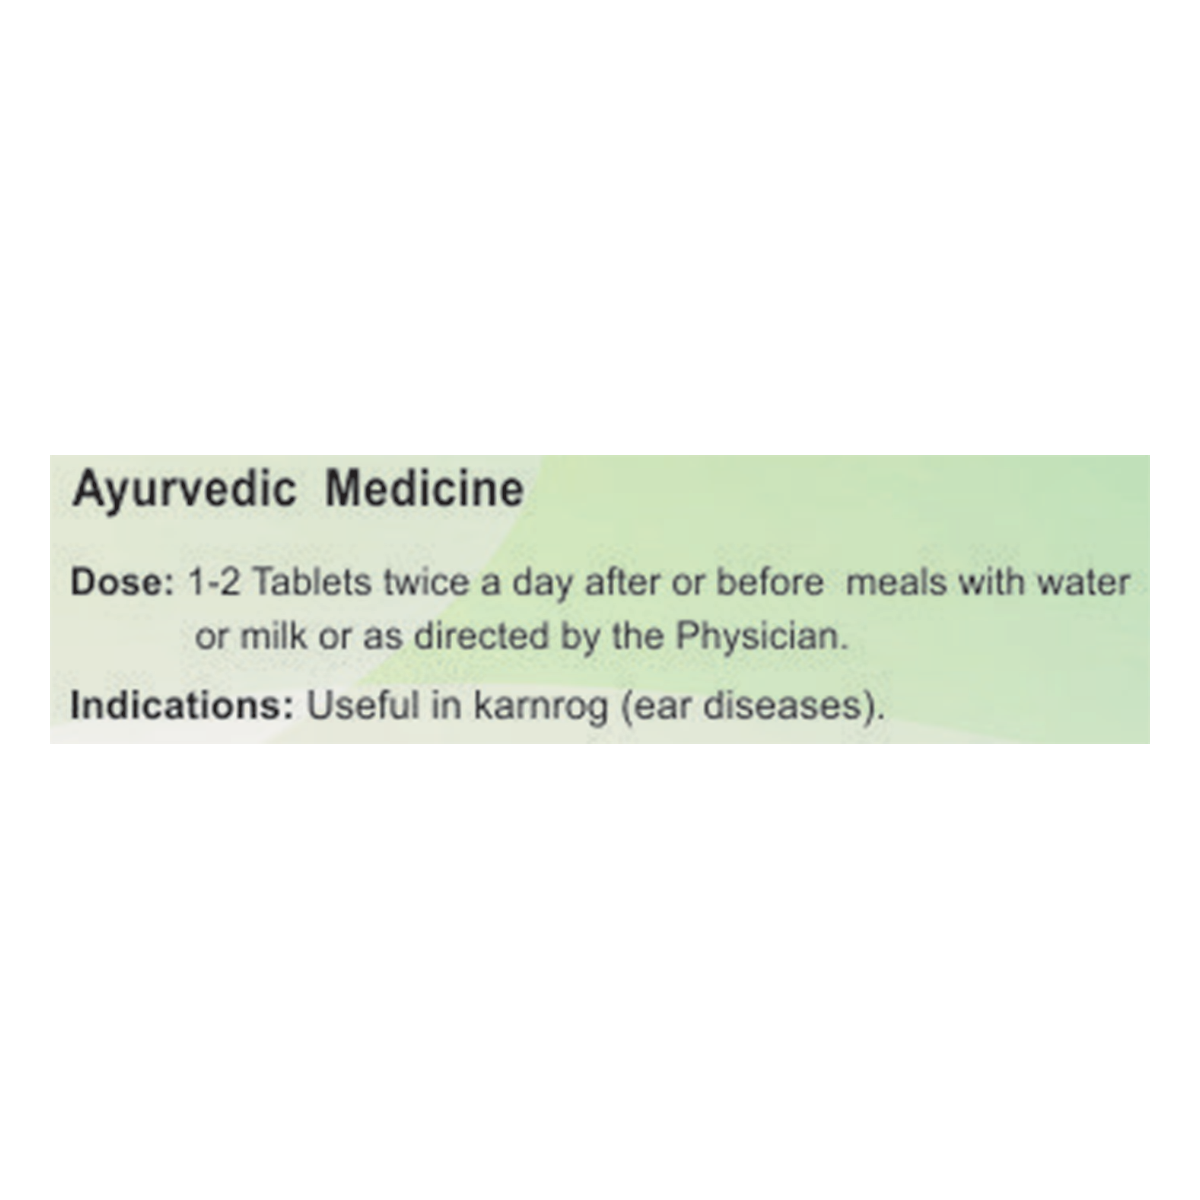 Ayurvedic Medicine
Dose: 1-2 Tablets twice a day after or before meals with water
or milk or as directed by the Physician.
Indications: Useful in karnrog (ear diseases).